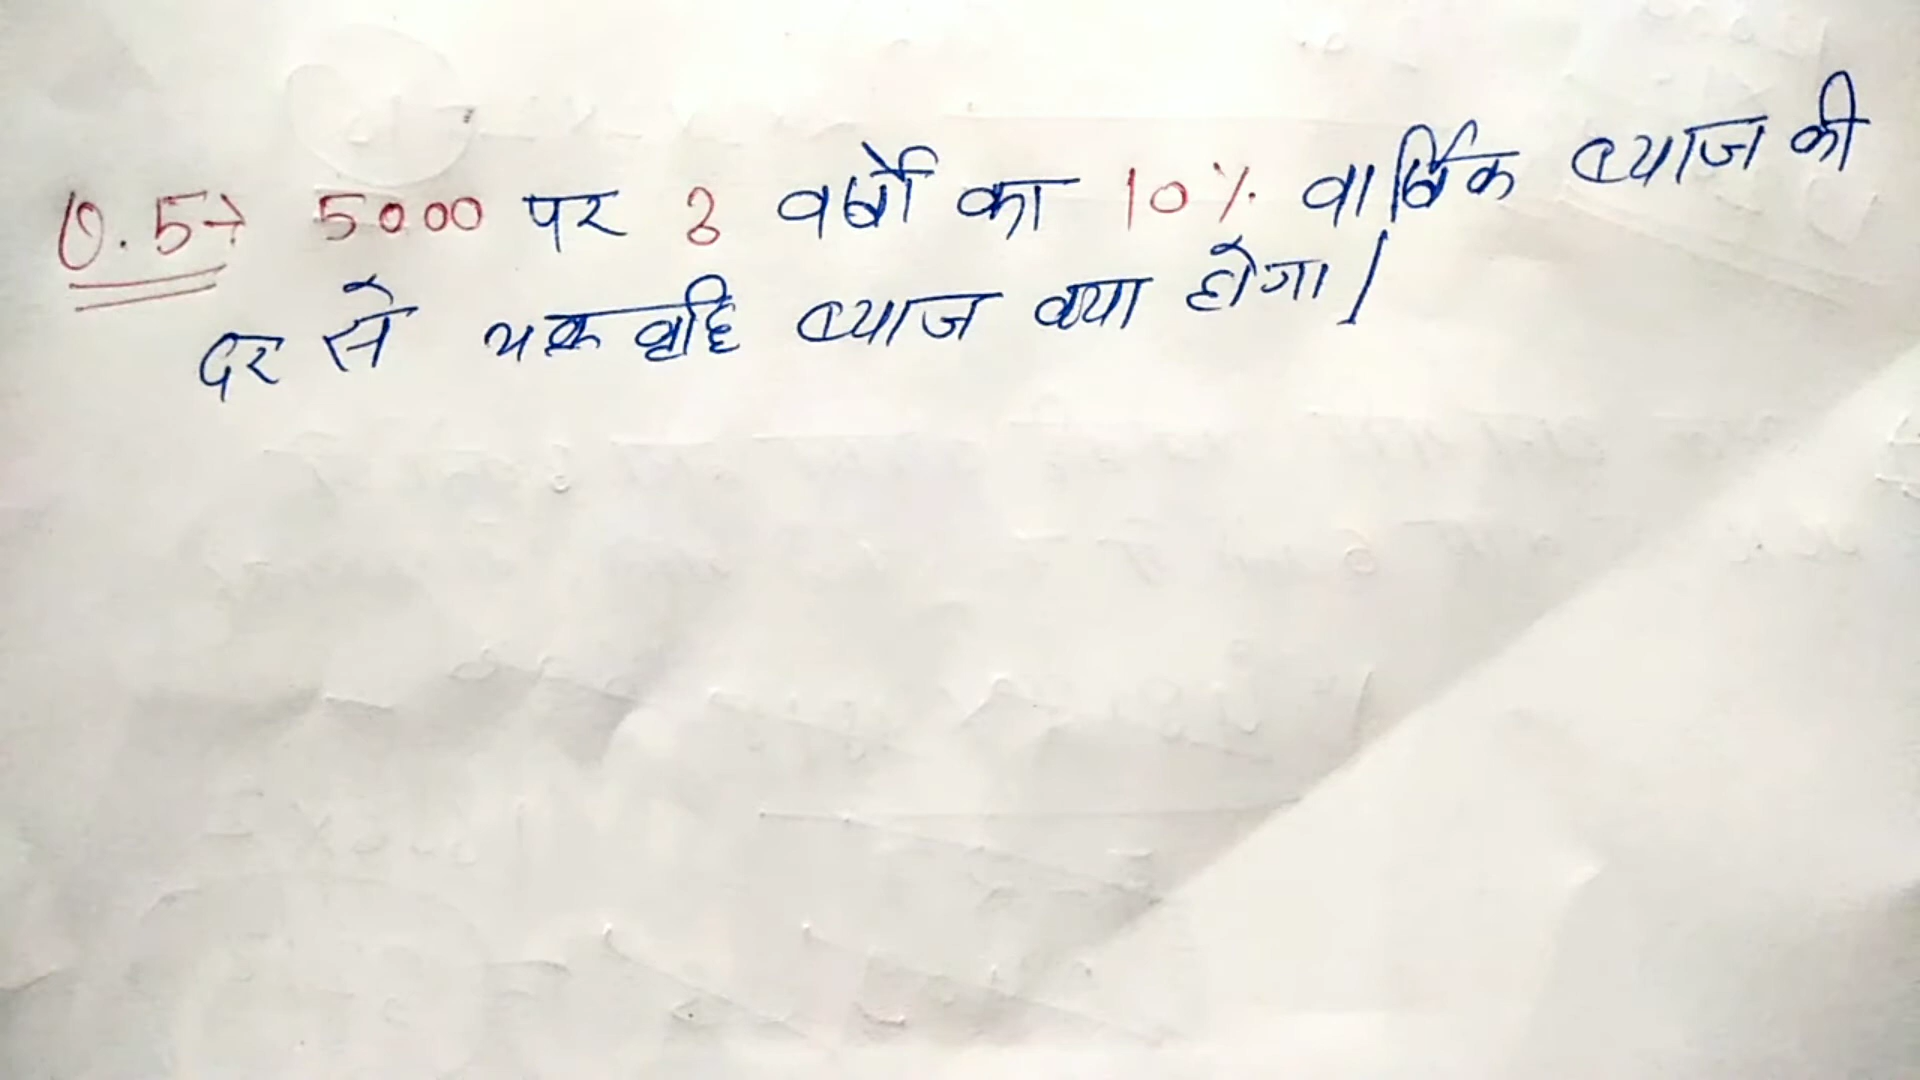 Q.5→ 5000 पर 3 वर्षो का 10% वार्षिक ब्याज की
दर से चक्रवृद्धि ब्याज क्या होगा|